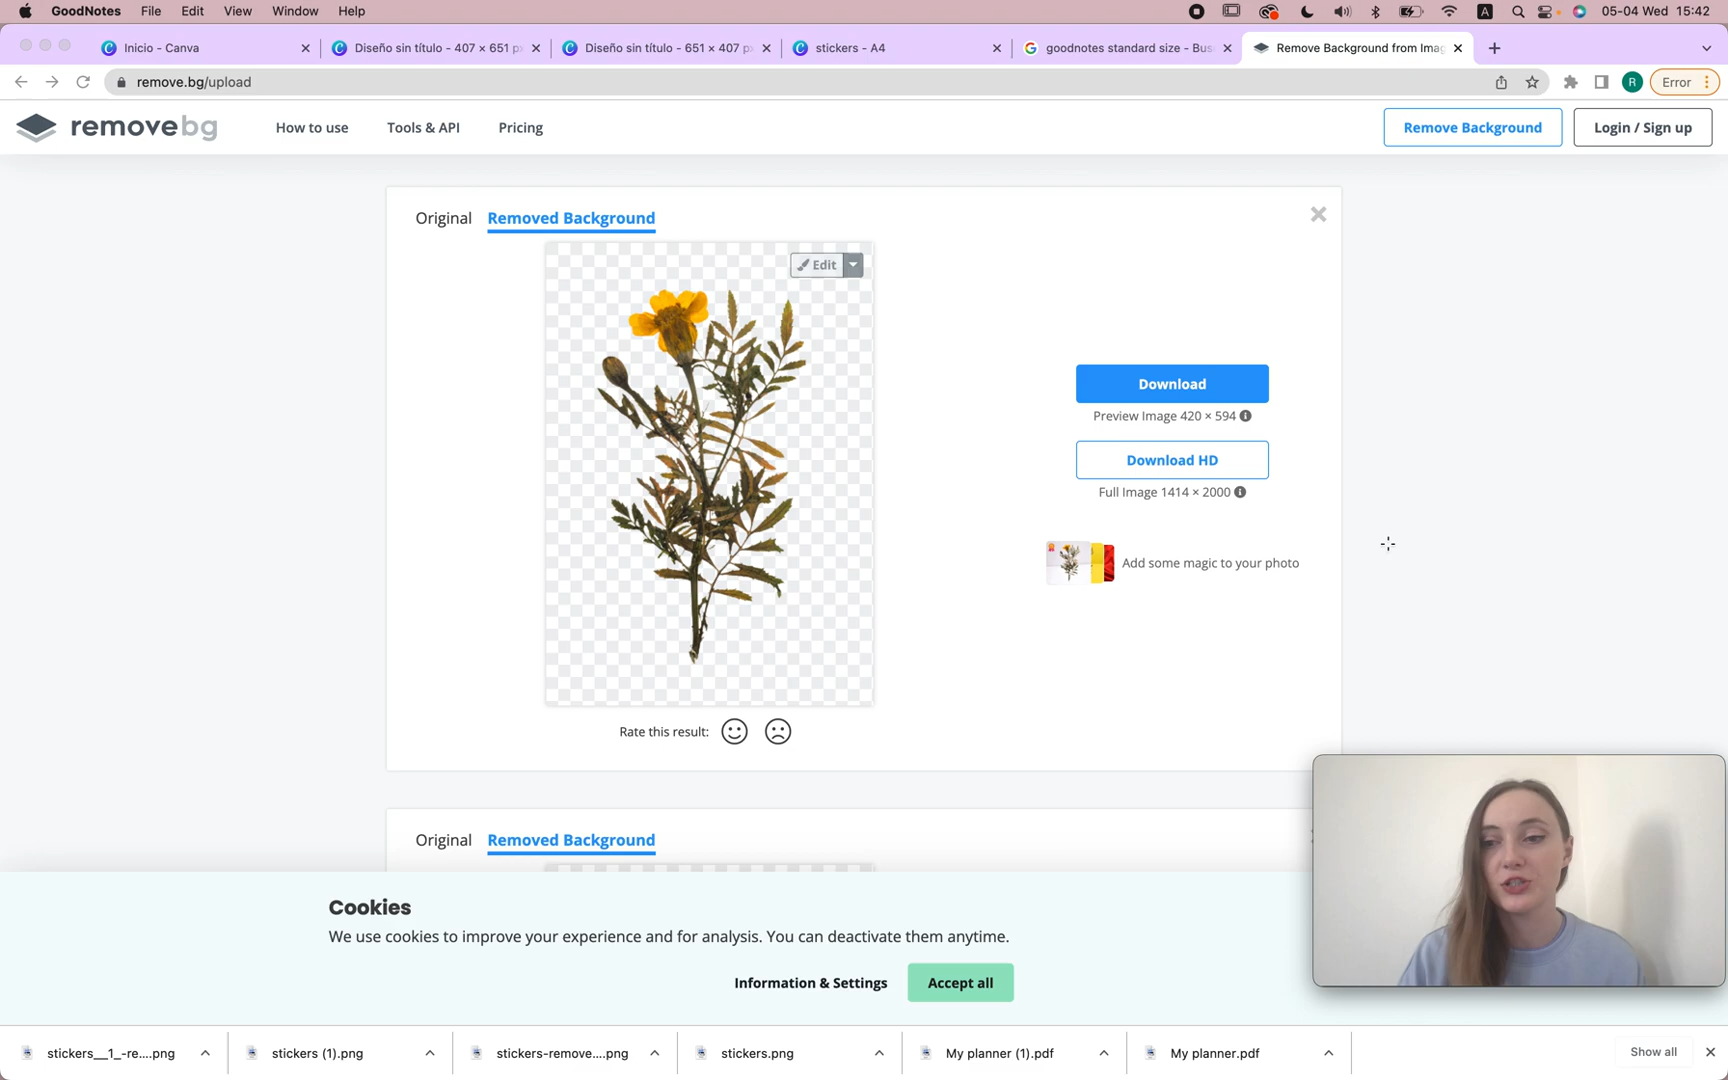 GoodNotes File Edit View Window Help
A
05-04 Wed 15:42
Inicio - Canva
Diseño sin título - 407 × 651 p
Diseño sin título - 651 × 407 p
stickers - A4
goodnotes standard size - Bus
Remove Background from Imag
remove.bg/upload
R
Error
removebg
How to use
Tools & API
Pricing
Remove Background
Login / Sign up
Original
Removed Background
Edit
Download
Preview Image 420 × 594
Download HD
Full Image 1414 × 2000
Add some magic to your photo
Rate this result:
Original
Removed Background
Cookies
We use cookies to improve your experience and for analysis. You can deactivate them anytime.
Information & Settings
Accept all
stickers__1_-re....png
stickers (1).png
stickers-remove....png
stickers.png
My planner (1).pdf
My planner.pdf
Show all